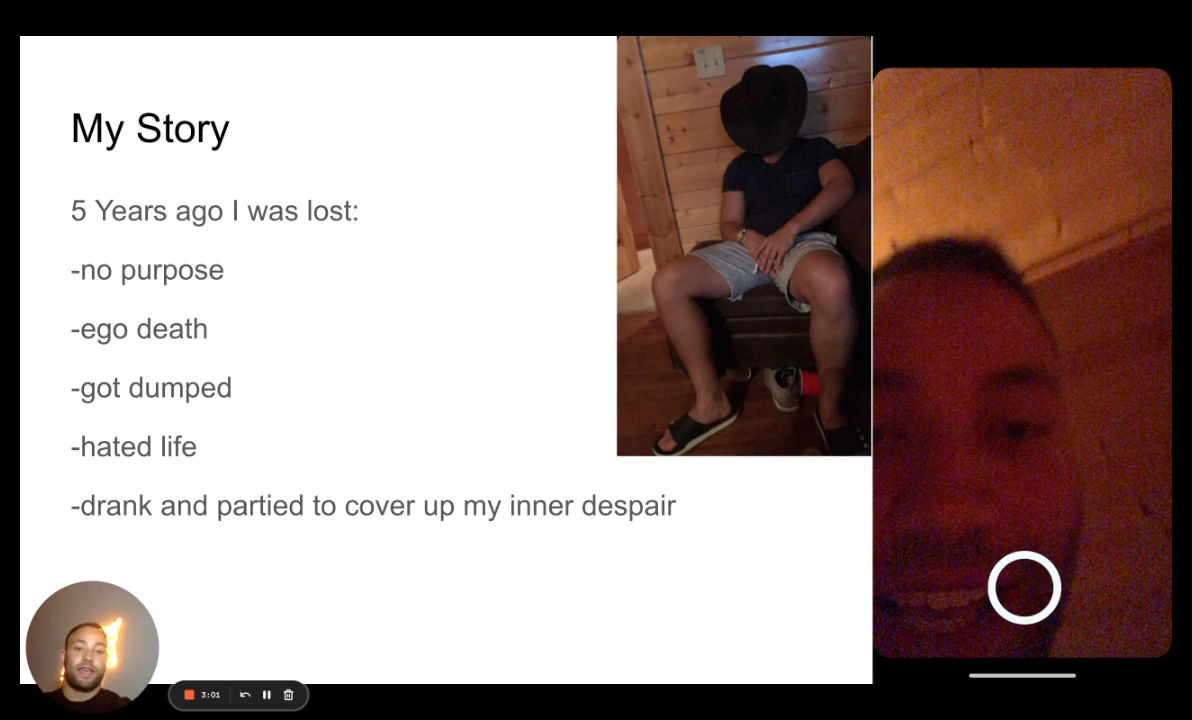 My Story
5 Years ago I was lost:
-no purpose
-ego death
-got dumped
-hated life
-drank and partied to cover up my inner despair
3:01